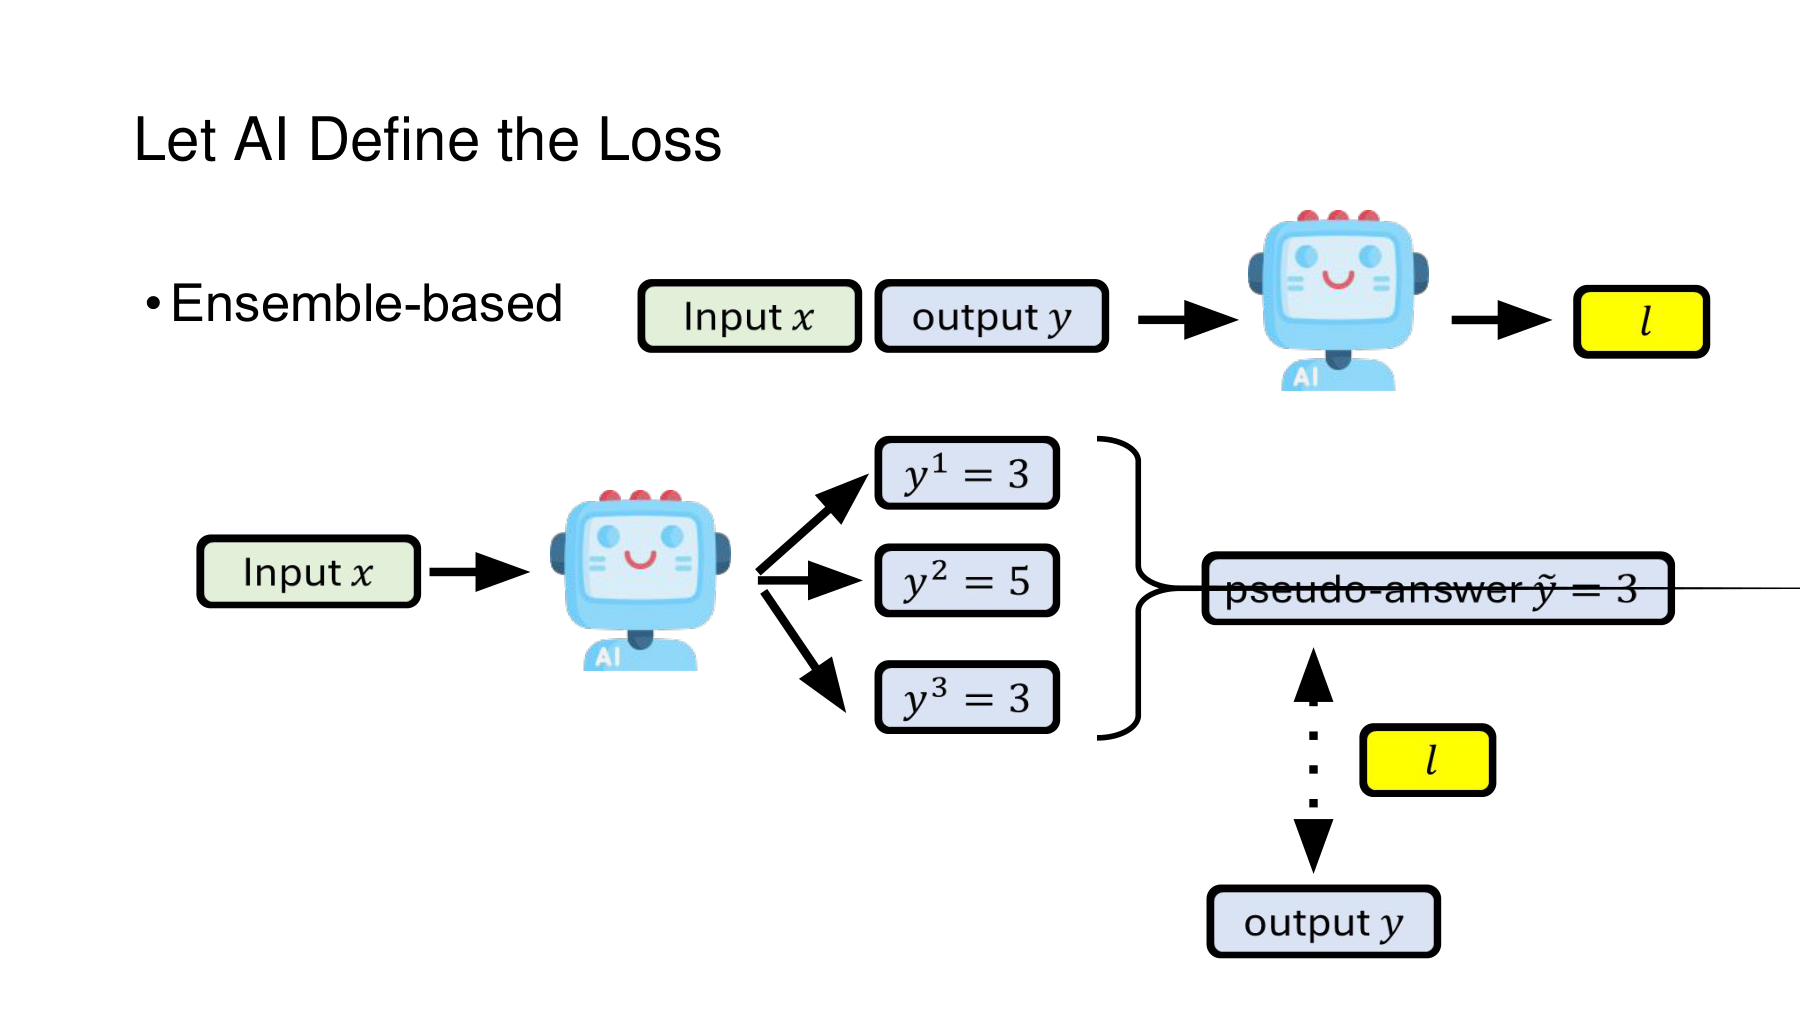 Let AI Define the Loss
• Ensemble-based
Input x
output y
AI
l
y¹ = 3
Input x
y² = 5
pseudo-answer ỹ = 3
AI
y³ = 3
l
output y